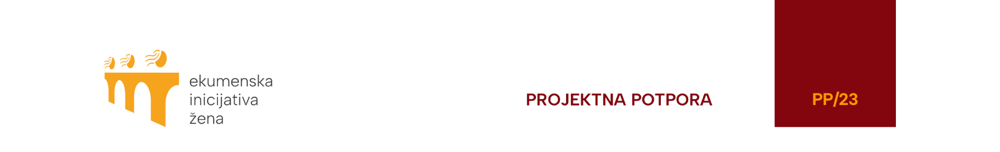 ekumenska
inicijativa
žena
PROJEKTNA POTPORA
PP/23